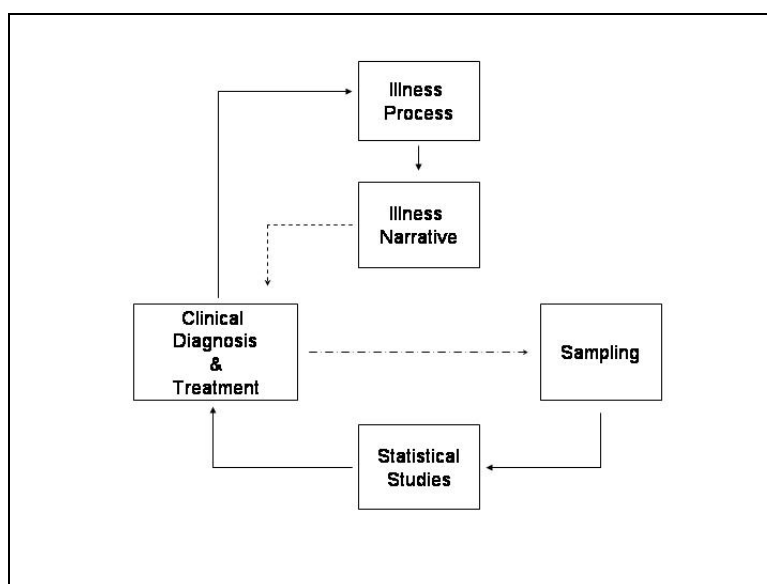 Illness
Process
Illness
Narrative
Clinical
Diagnosis
&
Treatment
Sampling
Statistical
Studies